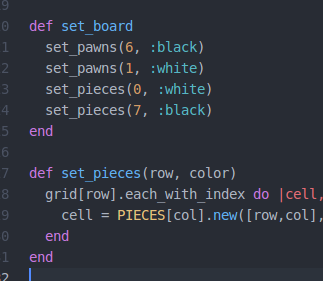 9
0 def set_board
1 set_pawns(6, :black)
2 set_pawns(1, :white)
3 set_pieces(0, :white)
4 set_pieces(7, :black)
5 end
6
7 def set_pieces(row, color)
8 grid[row].each_with_index do |cell,
9 cell = PIECES[col].new([row,col],
0 end
1 end
2